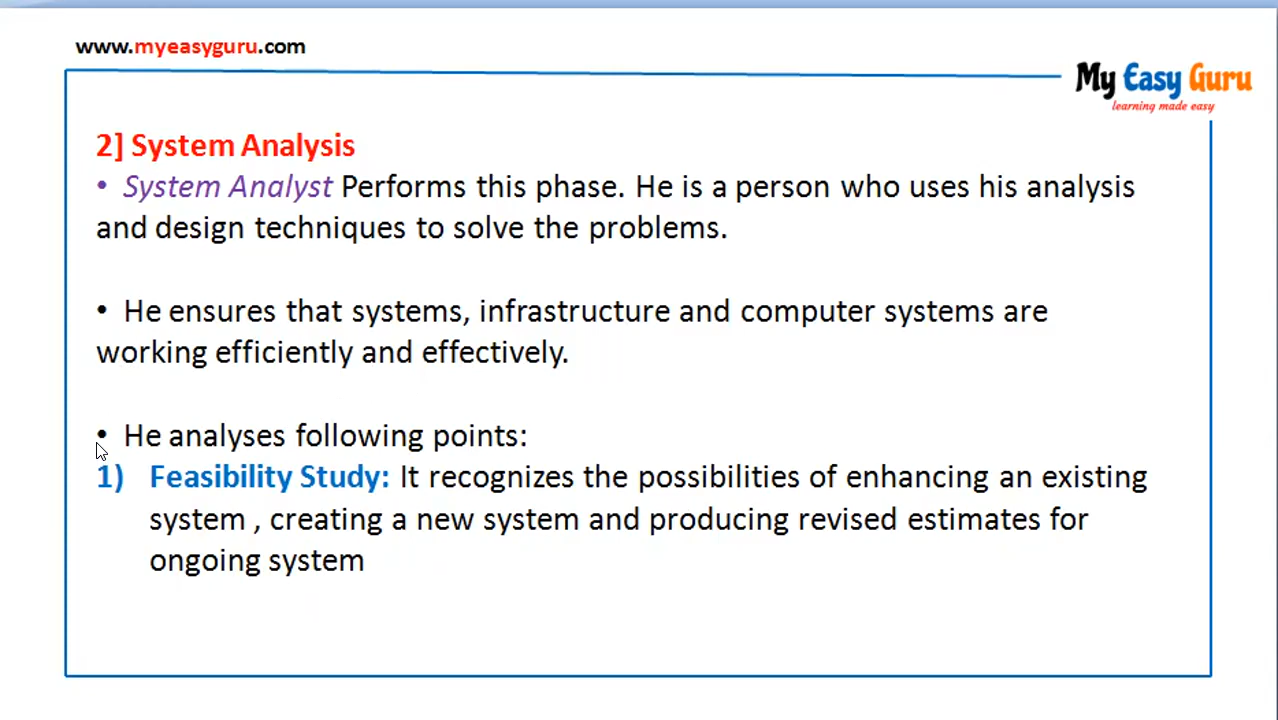 www.myeasyguru.com
My Easy Guru
learning made easy
2] System Analysis
• System Analyst Performs this phase. He is a person who uses his analysis
and design techniques to solve the problems.
• He ensures that systems, infrastructure and computer systems are
working efficiently and effectively.
• He analyses following points:
1) Feasibility Study: It recognizes the possibilities of enhancing an existing
system , creating a new system and producing revised estimates for
ongoing system